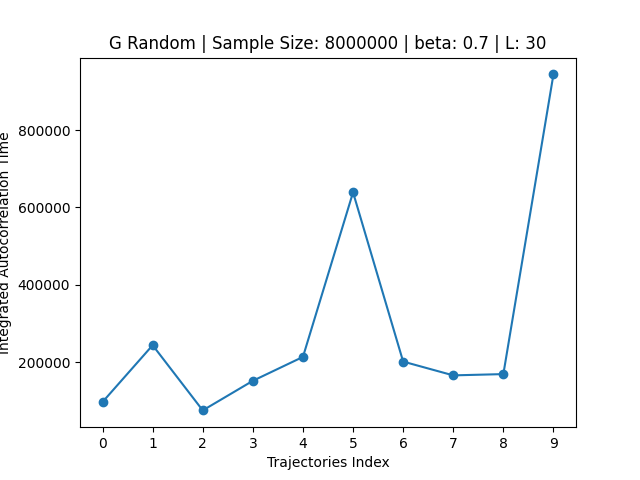 G Random | Sample Size: 8000000 | beta: 0.7 | L: 30
Integrated Autocorrelation Time
800000
600000
400000
200000
0 1 2 3 4 5 6 7 8 9
Trajectories Index